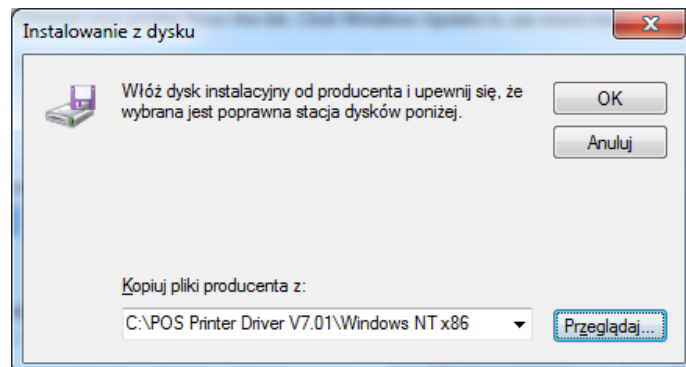 Instalowanie z dysku
Włóż dysk instalacyjny od producenta i upewnij się, że
wybrana jest poprawna stacja dysków poniżej.
OK
Anuluj
Kopiuj pliki producenta z:
C:\POS Printer Driver V7.01\Windows NT x86
Przeglądaj...